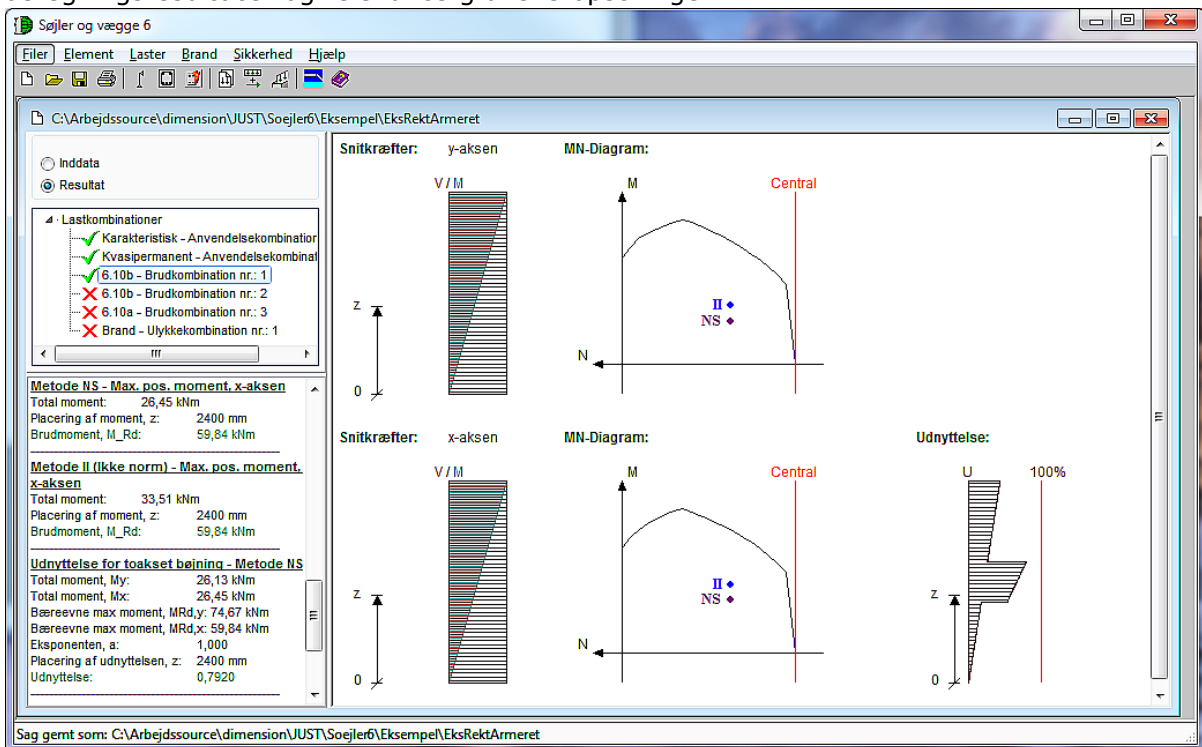 Søjler og vægge 6
Filer Element Laster Brand Sikkerhed Hjælp
C:\Arbejdssource\dimension\JUST\Soejler6\Eksempel\EksRektArmeret
Inddata
Resultat
Lastkombinationer
Karakteristisk - Anvendelsekombination
Kvasipermanent - Anvendelsekombinat
6.10b - Brudkombination nr.: 1
6.10b - Brudkombination nr.: 2
6.10a - Brudkombination nr.: 3
Brand - Ulykkekombination nr.: 1
Metode NS - Max. pos. moment, x-aksen
Total moment: 26,45 kNm
Placering af moment, z: 2400 mm
Brudmoment, M_Rd: 59,84 kNm
Metode II (Ikke norm) - Max. pos. moment,
x-aksen
Total moment: 33,51 kNm
Placering af moment, z: 2400 mm
Brudmoment, M_Rd: 59,84 kNm
Udnyttelse for toakset bøjning - Metode NS
Total moment, My: 26,13 kNm
Total moment, Mx: 26,45 kNm
Bæreevne max moment, MRd,y: 74,67 kNm
Bæreevne max moment, MRd,x: 59,84 kNm
Eksponenten, a: 1,000
Placering af udnyttelsen, z: 2400 mm
Udnyttelse: 0,7920
Snitkræfter: y-aksen MN-Diagram:
V / M M Central
z II
NS
N
0
Snitkræfter: x-aksen MN-Diagram: Udnyttelse:
V / M M Central U 100%
II
z NS z
N
0 0
Sag gemt som: C:\Arbejdssource\dimension\JUST\Soejler6\Eksempel\EksRektArmeret